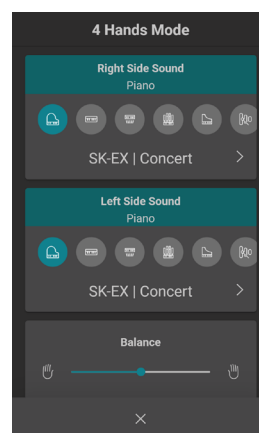 4 Hands Mode
Right Side Sound
Piano
SK-EX | Concert
Left Side Sound
Piano
SK-EX | Concert
Balance